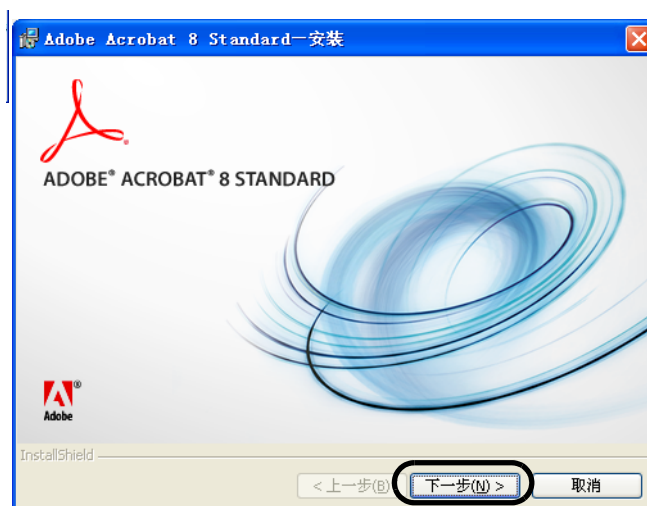 Adobe Acrobat 8 Standard—安装
ADOBE® ACROBAT® 8 STANDARD
®
Adobe
InstallShield
< 上一步(B) 下一步(N) > 取消